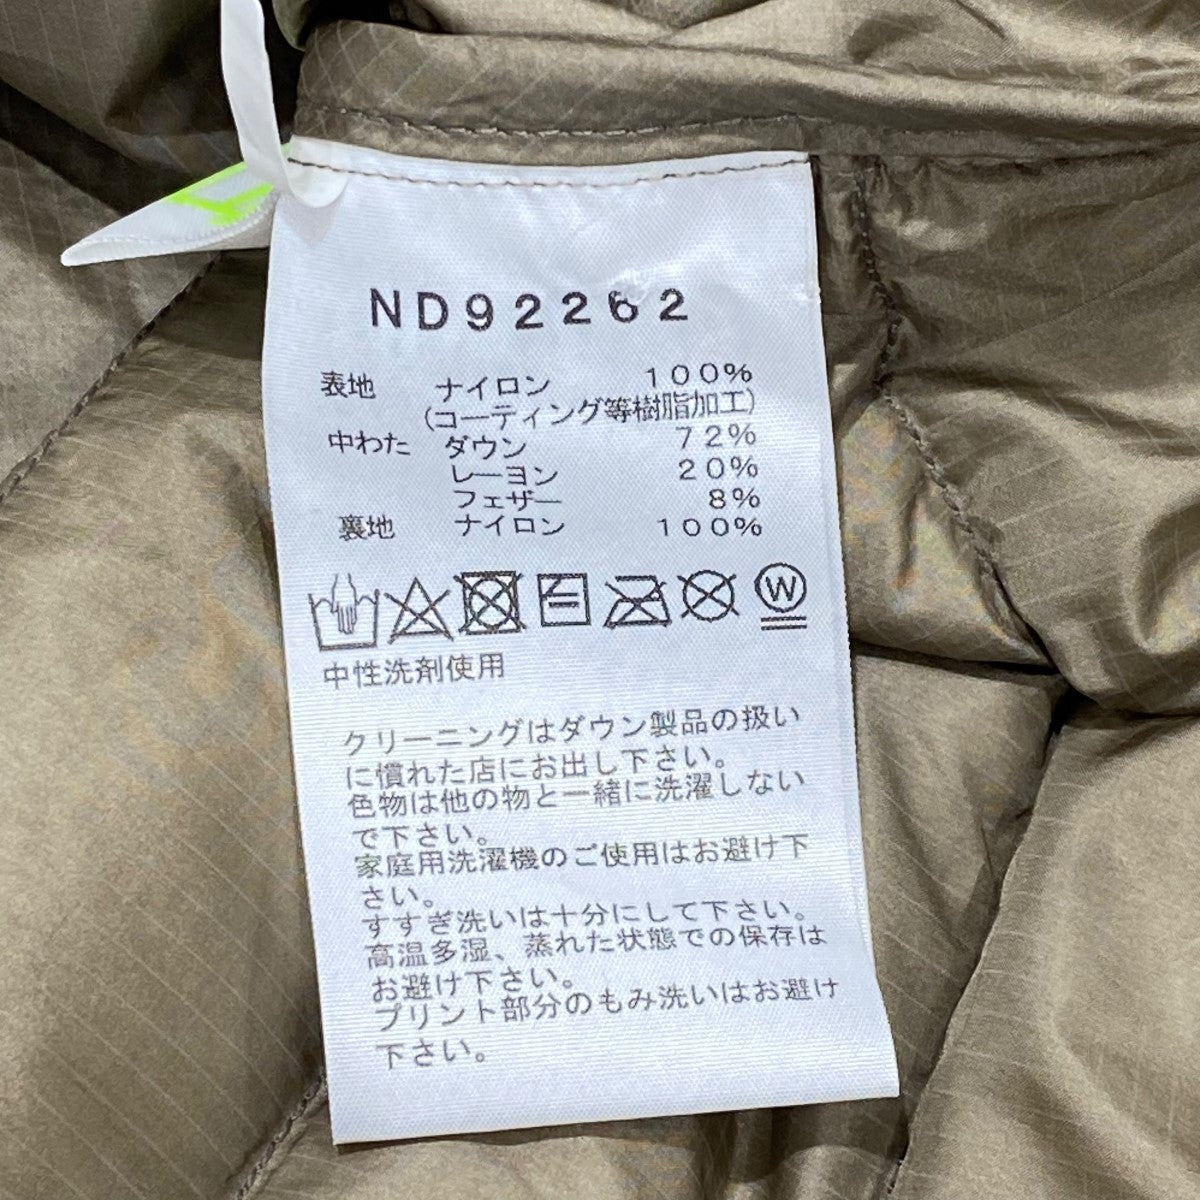 ND92262
表地 ナイロン 100%
(コーティング等樹脂加工)
中わた ダウン 72%
レーヨン 20%
フェザー 8%
裏地 ナイロン 100%
W
中性洗剤使用
クリーニングはダウン製品の扱い
に慣れた店にお出し下さい。
色物は他の物と一緒に洗濯しない
で下さい。
家庭用洗濯機のご使用はお避け下
さい。
すすぎ洗いは十分にして下さい。
高温多湿、蒸れた状態での保存は
お避け下さい。
プリント部分のもみ洗いはお避け
下さい。